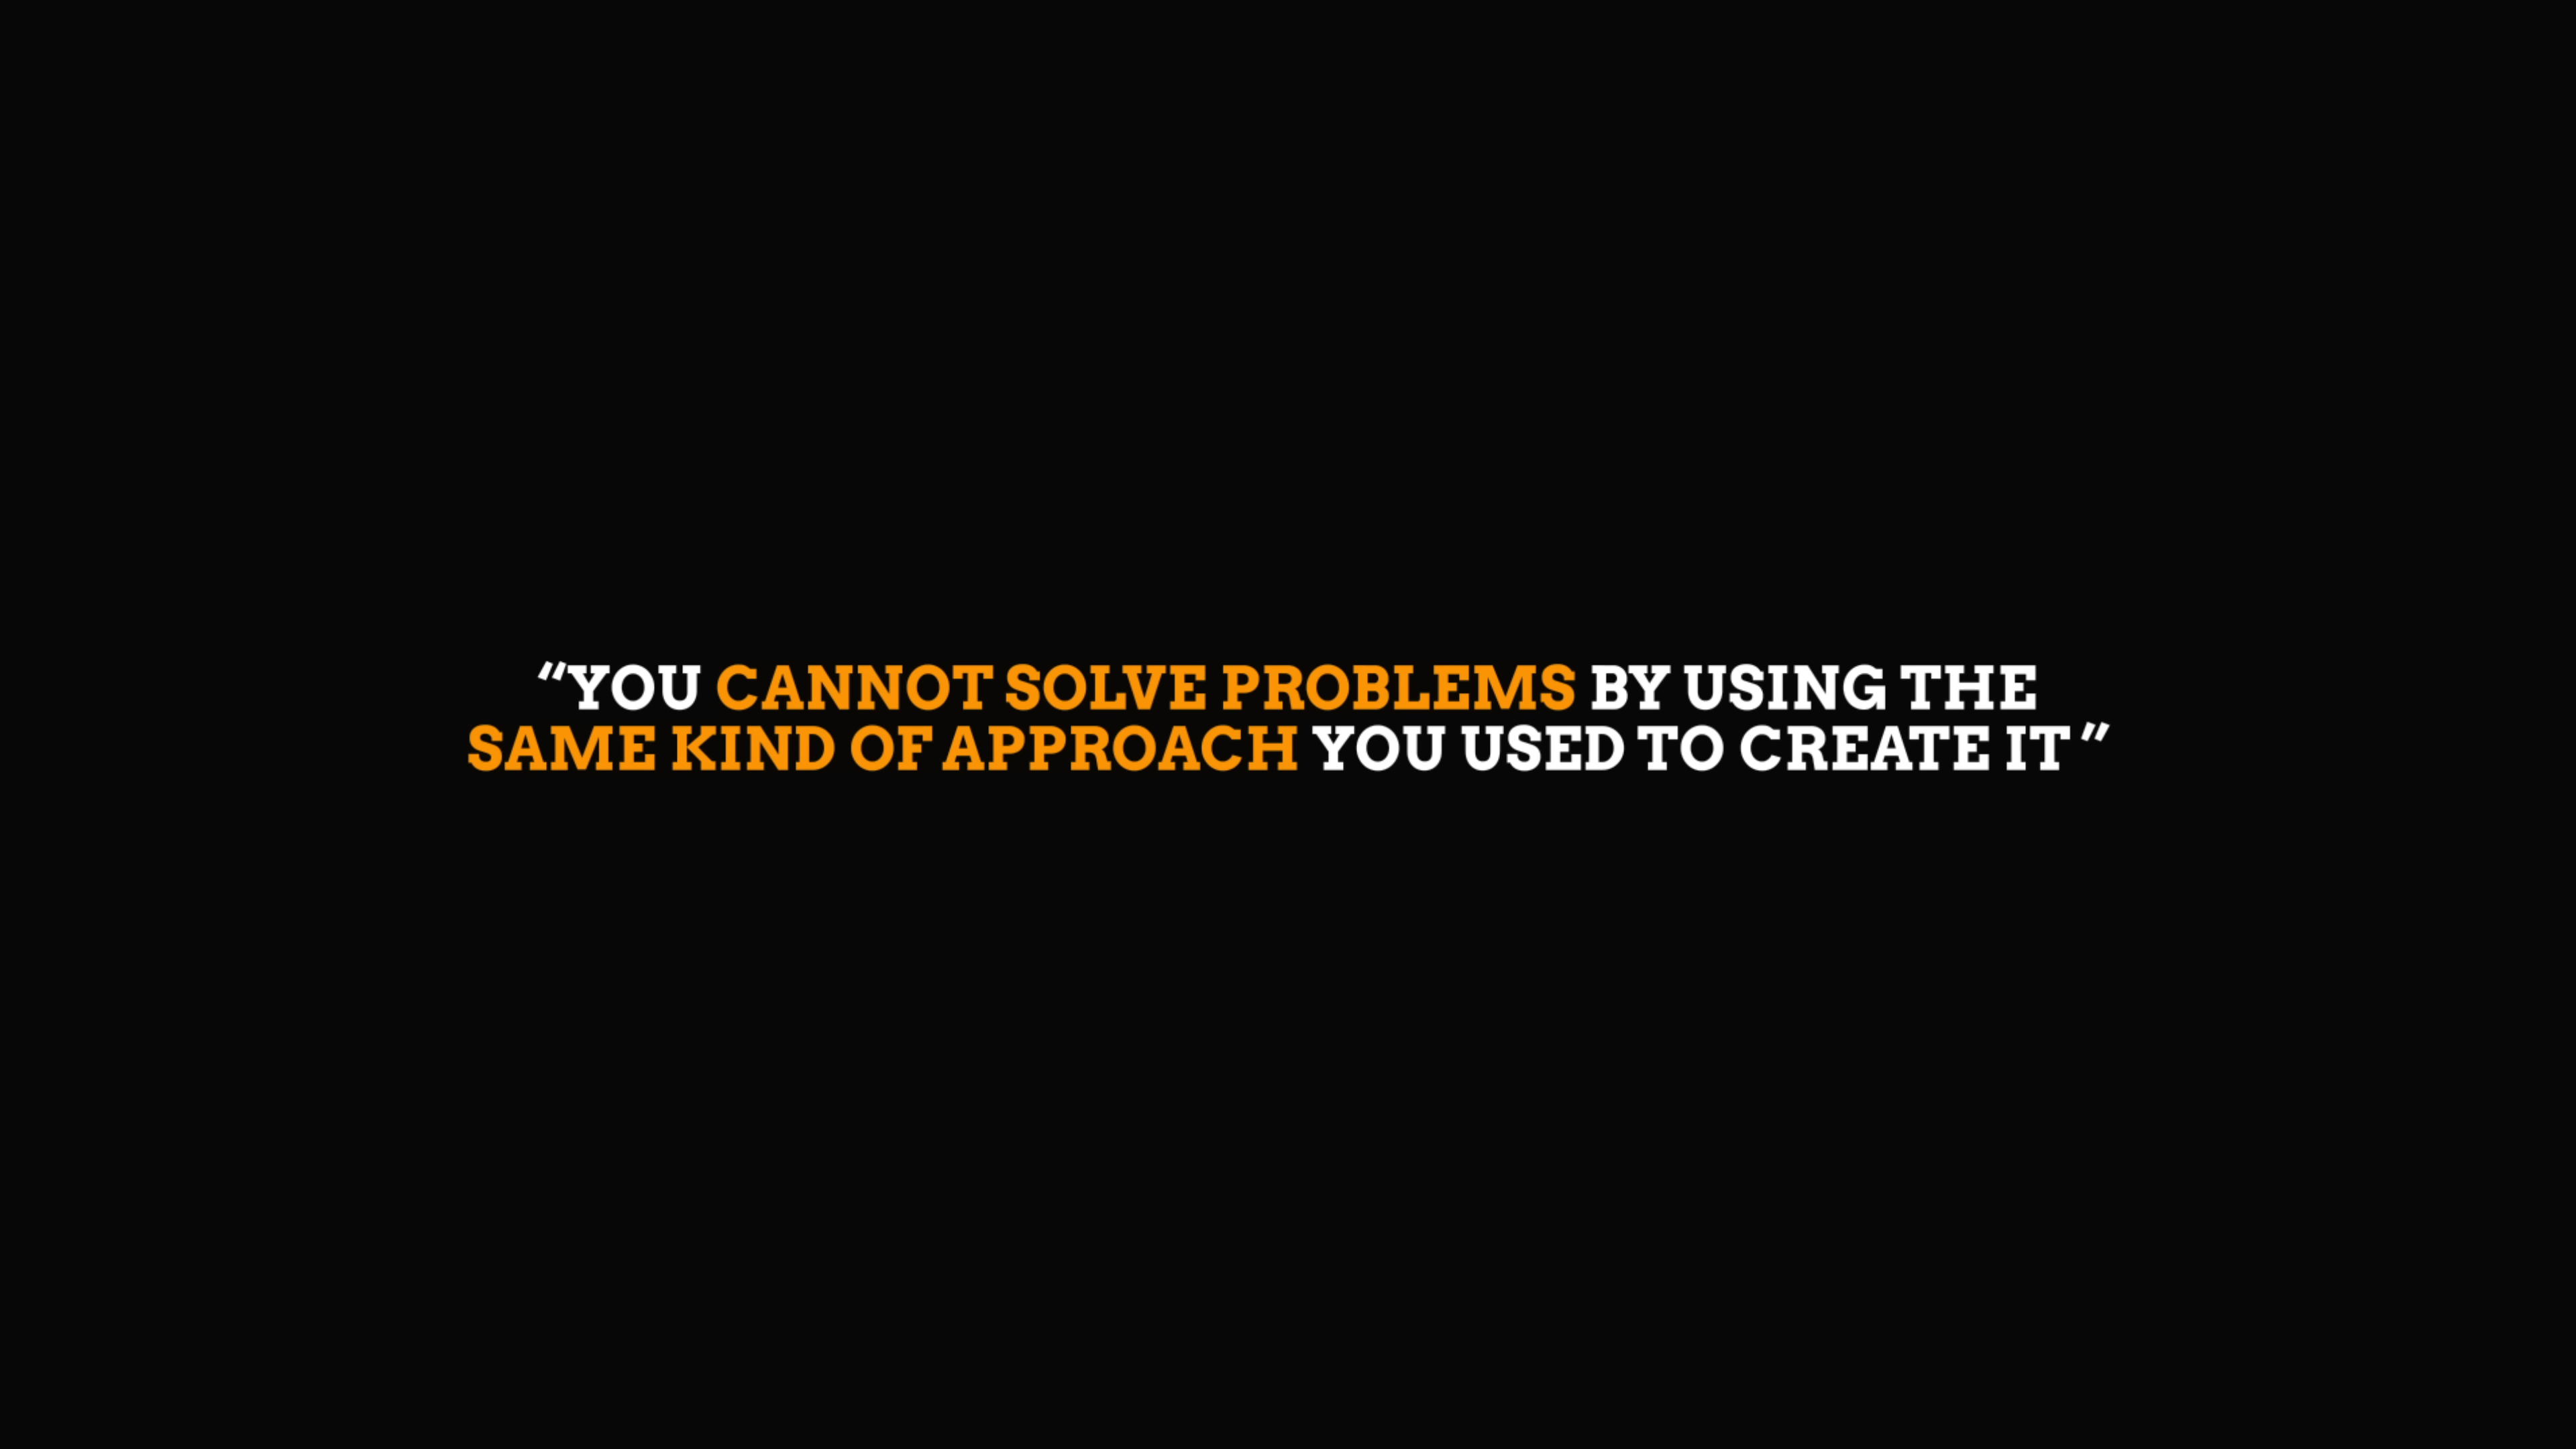 “YOU CANNOT SOLVE PROBLEMS BY USING THE
SAME KIND OF APPROACH YOU USED TO CREATE IT ”